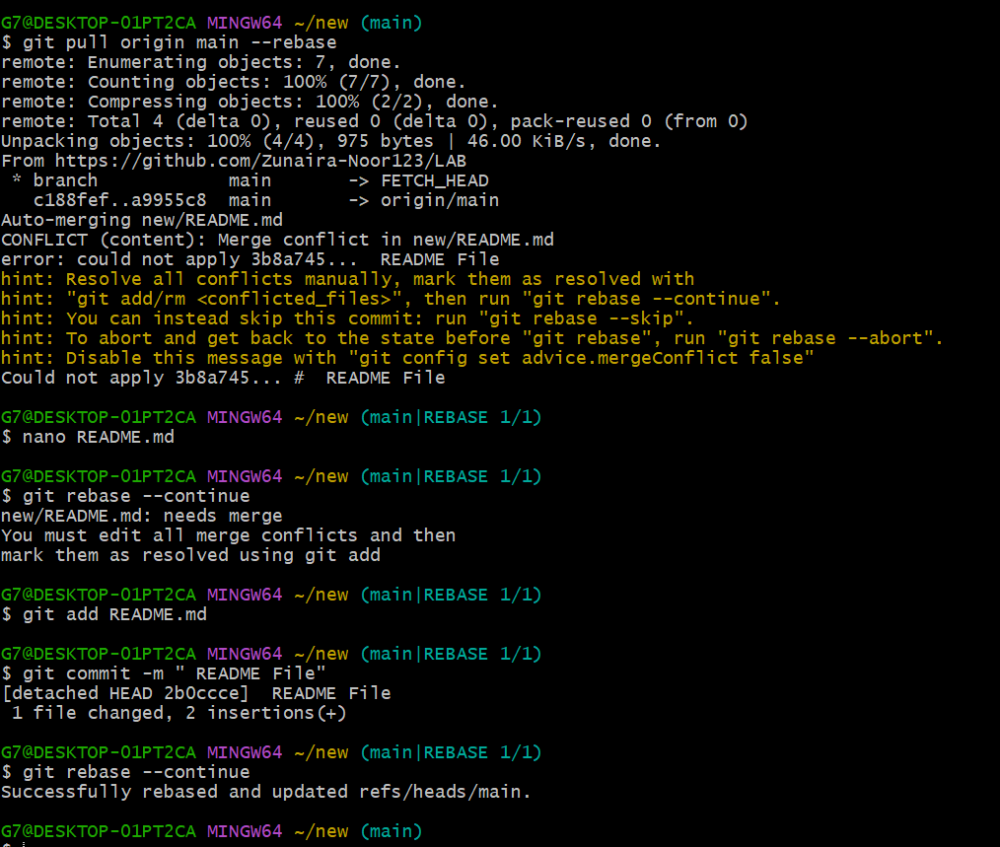 G7@DESKTOP-01PT2CA MINGW64 ~/new (main)
$ git pull origin main --rebase
remote: Enumerating objects: 7, done.
remote: Counting objects: 100% (7/7), done.
remote: Compressing objects: 100% (2/2), done.
remote: Total 4 (delta 0), reused 0 (delta 0), pack-reused 0 (from 0)
Unpacking objects: 100% (4/4), 975 bytes | 46.00 KiB/s, done.
From https://github.com/Zunaira-Noor123/LAB
 * branch            main       -> FETCH_HEAD
   c188fef..a9955c8  main       -> origin/main
Auto-merging new/README.md
CONFLICT (content): Merge conflict in new/README.md
error: could not apply 3b8a745...  README File
hint: Resolve all conflicts manually, mark them as resolved with
hint: "git add/rm <conflicted_files>", then run "git rebase --continue".
hint: You can instead skip this commit: run "git rebase --skip".
hint: To abort and get back to the state before "git rebase", run "git rebase --abort".
hint: Disable this message with "git config set advice.mergeConflict false"
Could not apply 3b8a745... #  README File
G7@DESKTOP-01PT2CA MINGW64 ~/new (main|REBASE 1/1)
$ nano README.md
G7@DESKTOP-01PT2CA MINGW64 ~/new (main|REBASE 1/1)
$ git rebase --continue
new/README.md: needs merge
You must edit all merge conflicts and then
mark them as resolved using git add
G7@DESKTOP-01PT2CA MINGW64 ~/new (main|REBASE 1/1)
$ git add README.md
G7@DESKTOP-01PT2CA MINGW64 ~/new (main|REBASE 1/1)
$ git commit -m " README File"
[detached HEAD 2b0ccce]  README File
 1 file changed, 2 insertions(+)
G7@DESKTOP-01PT2CA MINGW64 ~/new (main|REBASE 1/1)
$ git rebase --continue
Successfully rebased and updated refs/heads/main.
G7@DESKTOP-01PT2CA MINGW64 ~/new (main)
$